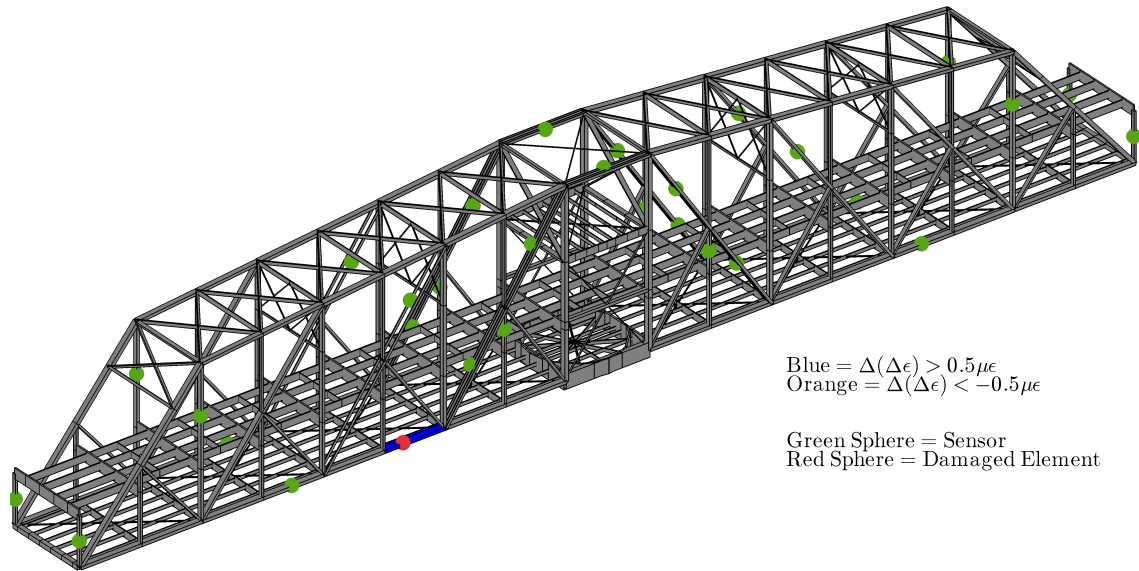 Blue = Δ(Δϵ) > 0.5μϵ
Orange = Δ(Δϵ) < −0.5μϵ
Green Sphere = Sensor
Red Sphere = Damaged Element